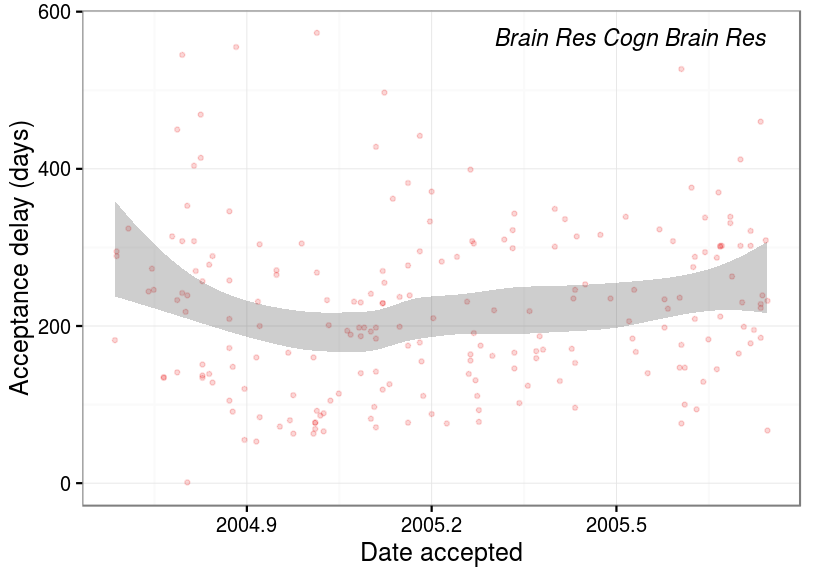 Brain Res Cogn Brain Res
Acceptance delay (days)
600
400
200
0
2004.9
2005.2
2005.5
Date accepted